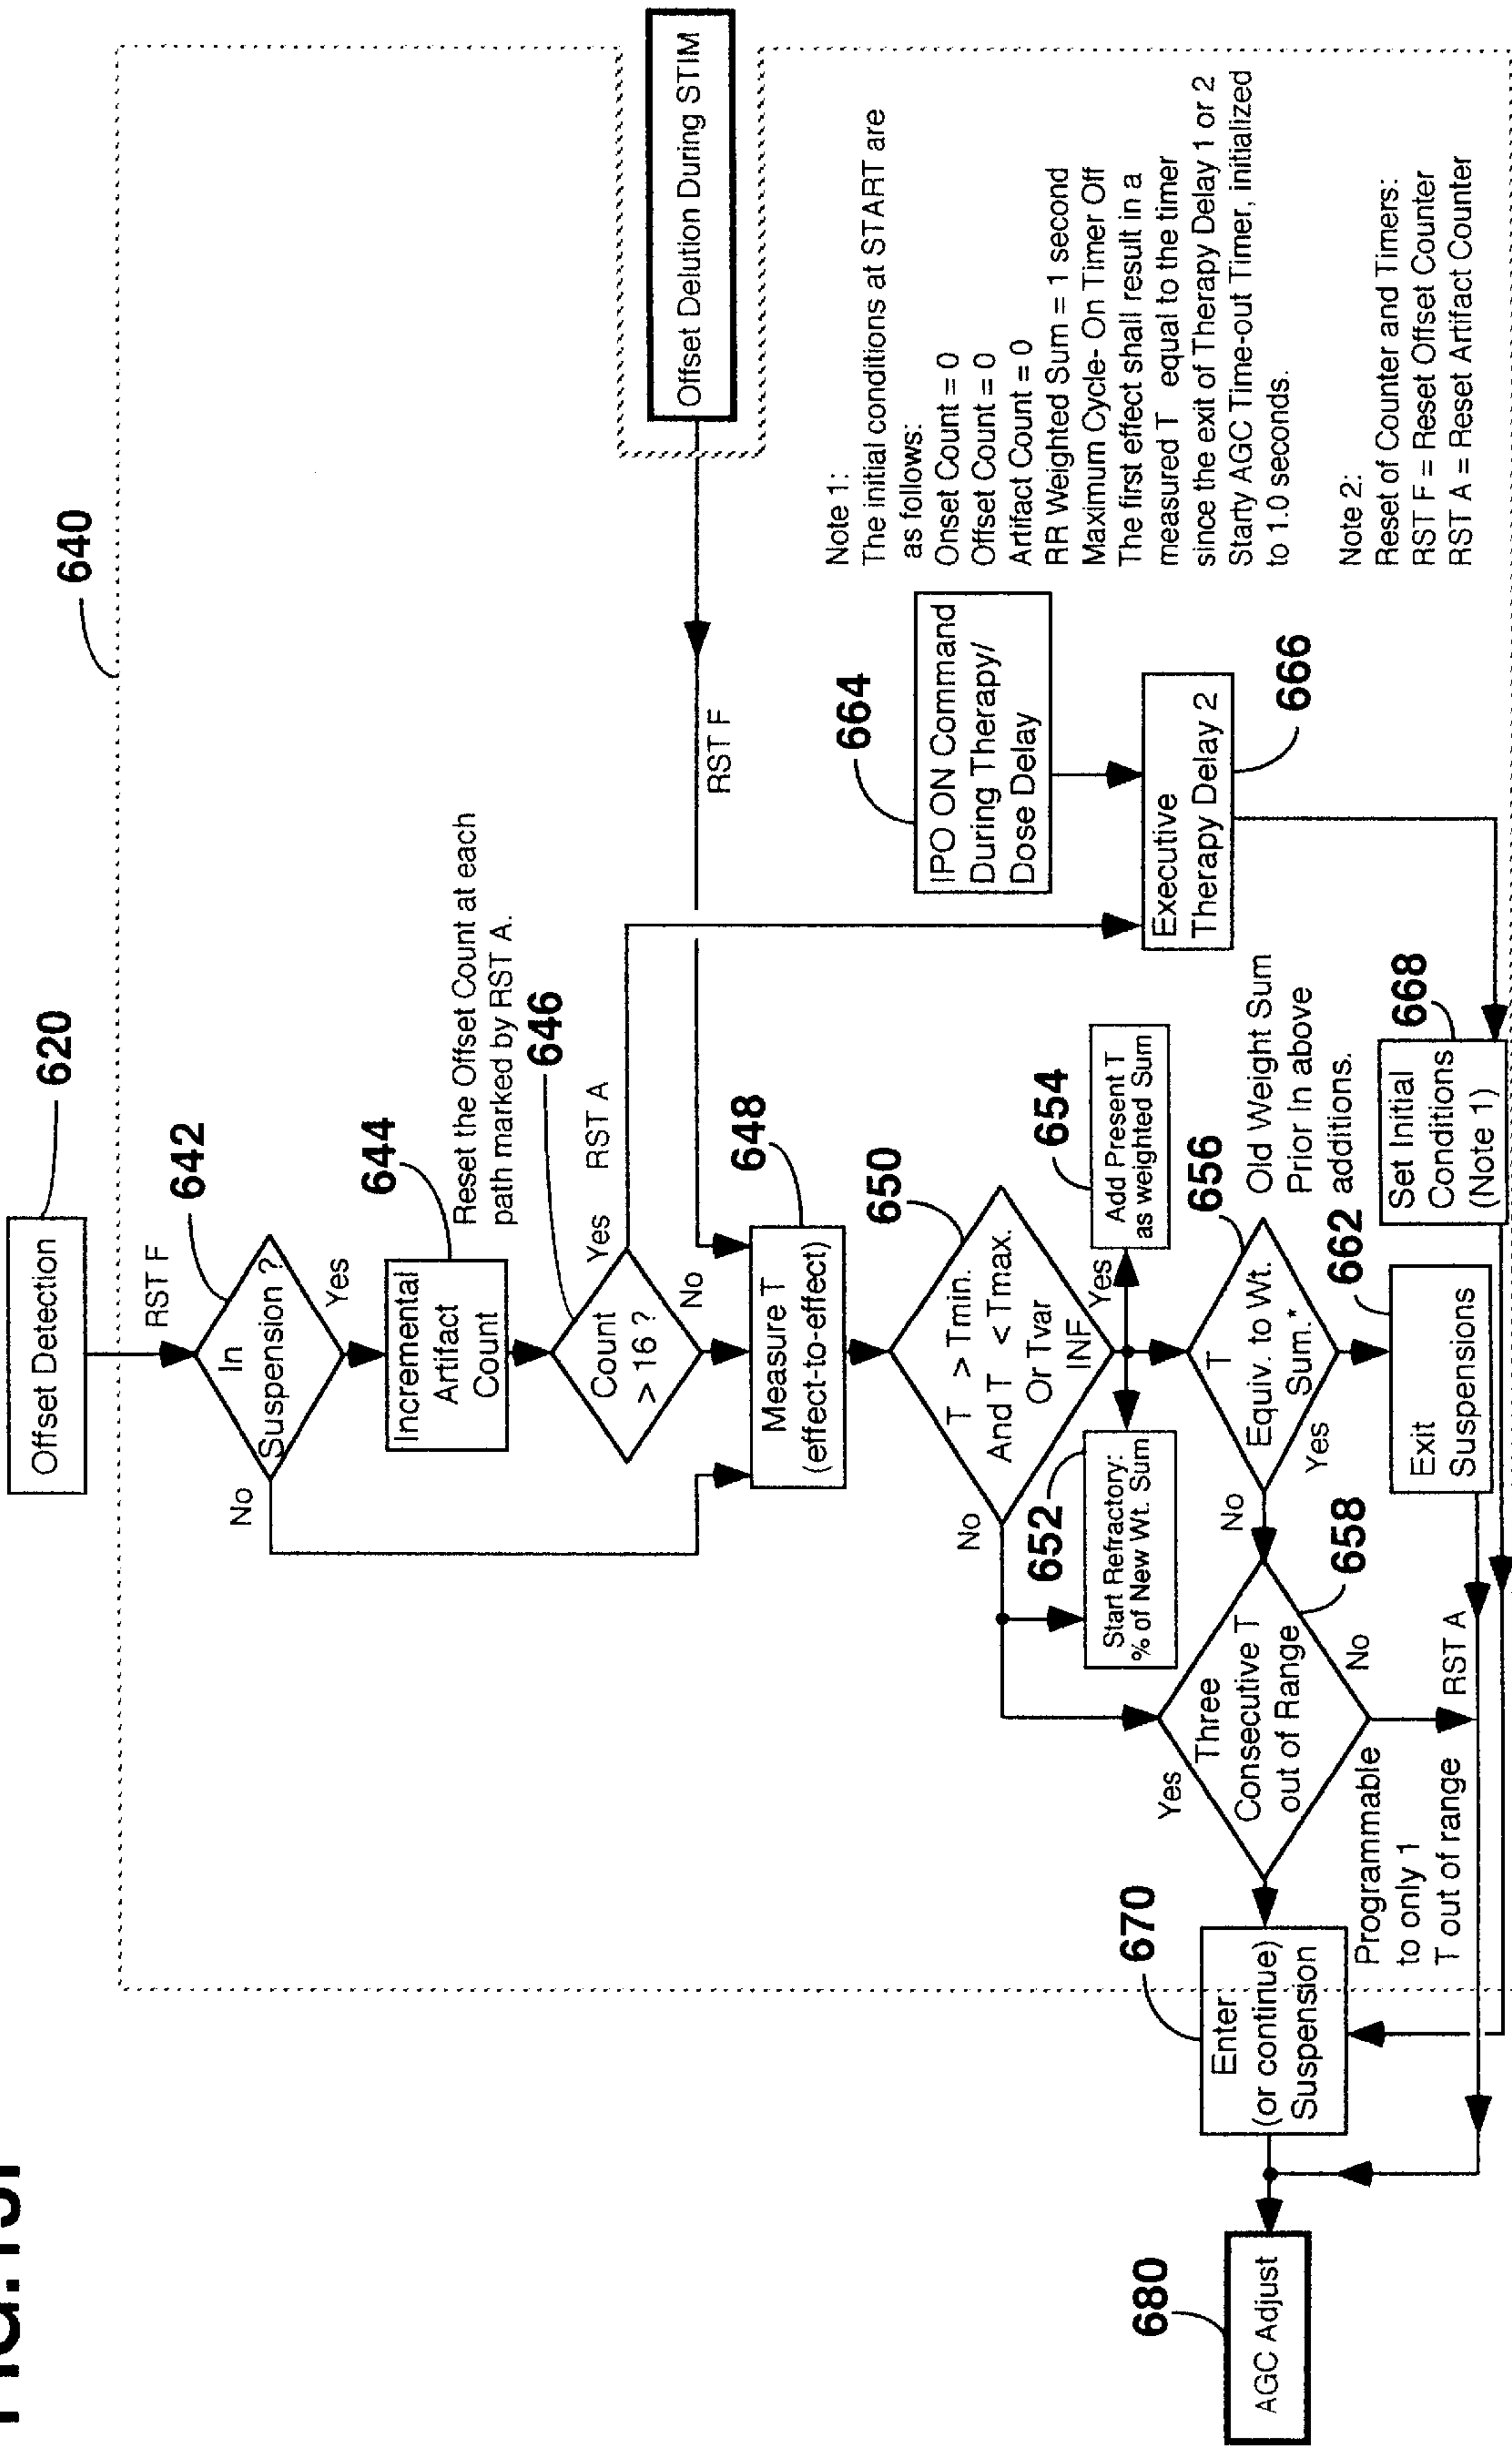 620
Offset Detection
640
RST F
642
In
Suspension ?
No
Yes
644
Incremental
Artifact
Count
Reset the Offset Count at each
path marked by RST A.
646
Count
> 16 ?
Yes
RST A
No
Offset Delution During STIM
RST F
648
Measure T
(effect-to-effect)
650
T > Tmin.
And T < Tmax.
Or Tvar
INF
No
Yes
652
Start Refractory:
% of New Wt. Sum
654
Add Present T
as weighted Sum
656
T
Equiv. to Wt.
Sum.*
No
Yes
Old Weight Sum
Prior In above
additions.
658
Three
Consecutive T
out of Range
Yes
No
Programmable
to only 1
T out of range
RST A
662
Exit
Suspensions
664
IPO ON Command
During Therapy/
Dose Delay
666
Executive
Therapy Delay 2
668
Set Initial
Conditions
(Note 1)
670
Enter
(or continue)
Suspension
680
AGC Adjust
Note 1:
The initial conditions at START are
as follows:
Onset Count = 0
Offset Count = 0
Artifact Count = 0
RR Weighted Sum = 1 second
Maximum Cycle- On Timer Off
The first effect shall result in a
measured T equal to the timer
since the exit of Therapy Delay 1 or 2
Starty AGC Time-out Timer, initialized
to 1.0 seconds.
Note 2:
Reset of Counter and Timers:
RST F = Reset Offset Counter
RST A = Reset Artifact Counter